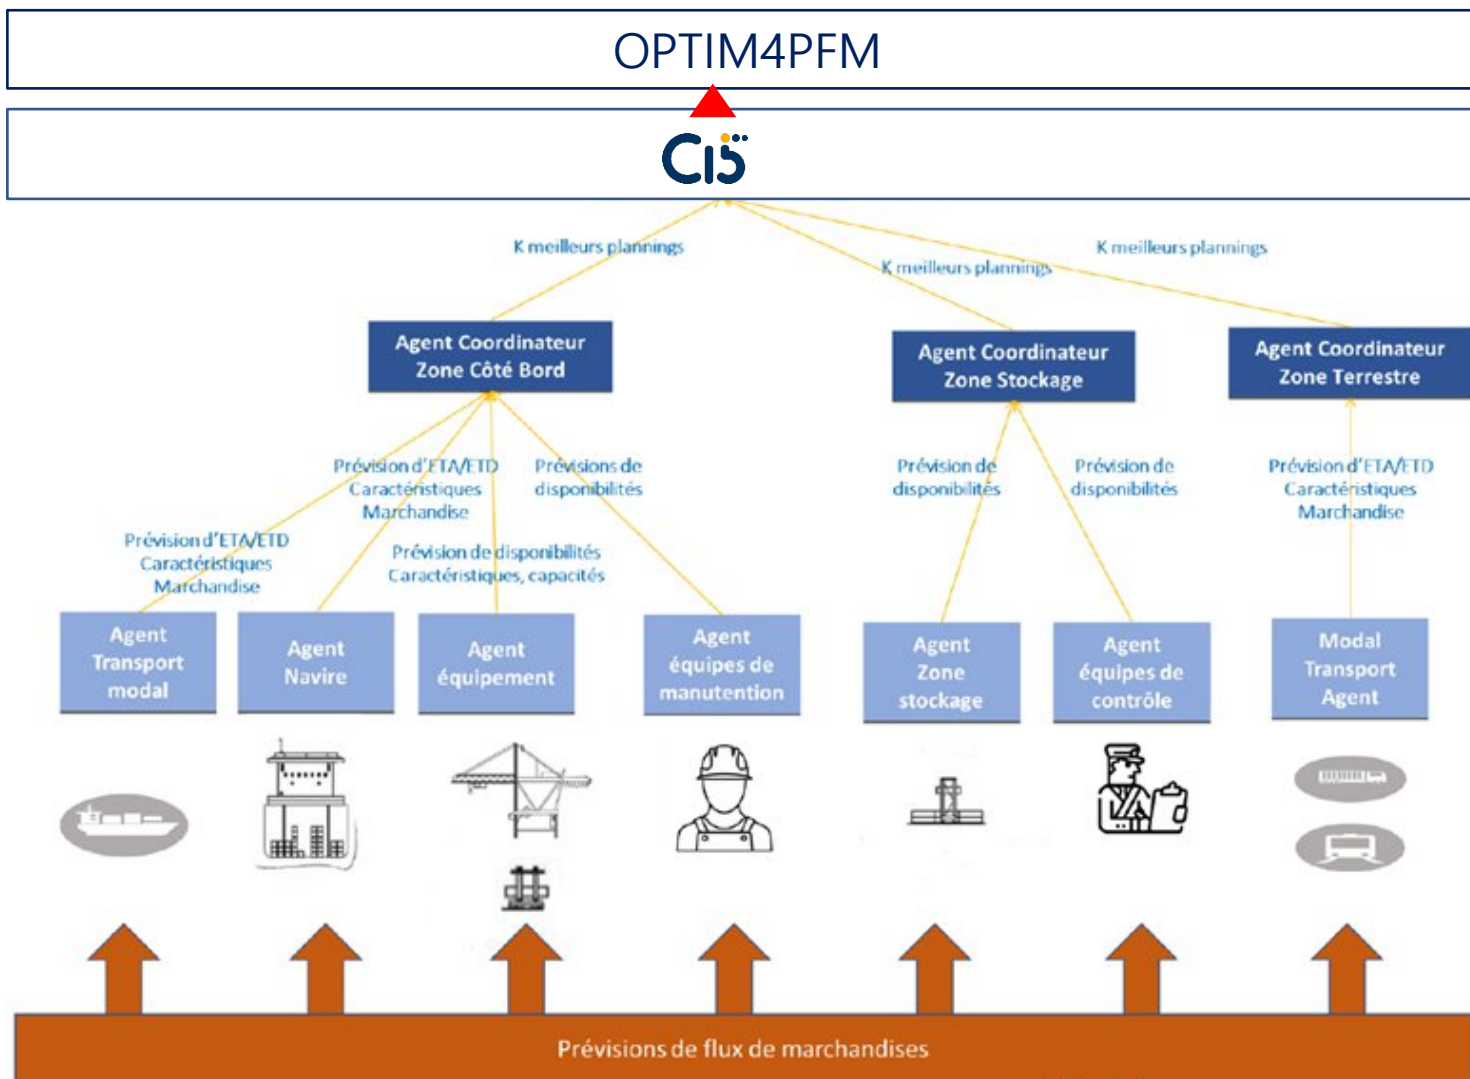 OPTIM4PFM
Ci5
K meilleurs plannings
K meilleurs plannings
K meilleurs plannings
Agent Coordinateur
Zone Côté Bord
Agent Coordinateur
Zone Stockage
Agent Coordinateur
Zone Terrestre
Prévision d'ETA/ETD
Caractéristiques
Marchandise
Prévisions de
disponibilités
Prévision de
disponibilités
Prévision de
disponibilités
Prévision d'ETA/ETD
Caractéristiques
Marchandise
Prévision d'ETA/ETD
Caractéristiques
Marchandise
Prévision de disponibilités
Caractéristiques, capacités
Agent
Transport
modal
Agent
Navire
Agent
équipement
Agent
équipes de
manutention
Agent
Zone
stockage
Agent
équipes de
contrôle
Modal
Transport
Agent
Prévisions de flux de marchandises